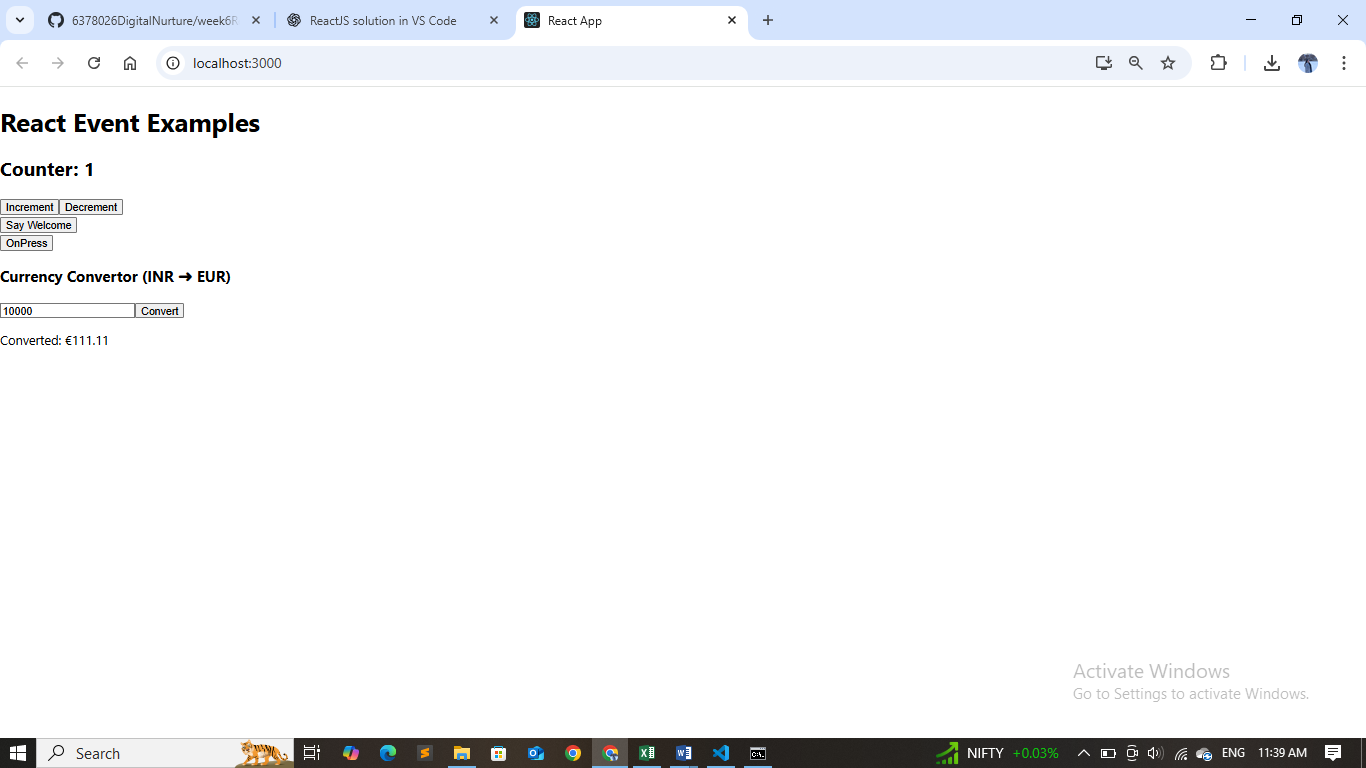 6378026DigitalNurture/week6R
ReactJS solution in VS Code
React App
localhost:3000
React Event Examples
Counter: 1
Increment Decrement
Say Welcome
OnPress
Currency Convertor (INR ➜ EUR)
10000 Convert
Converted: €111.11
Activate Windows
Go to Settings to activate Windows.
Search
NIFTY +0.03%
ENG
11:39 AM